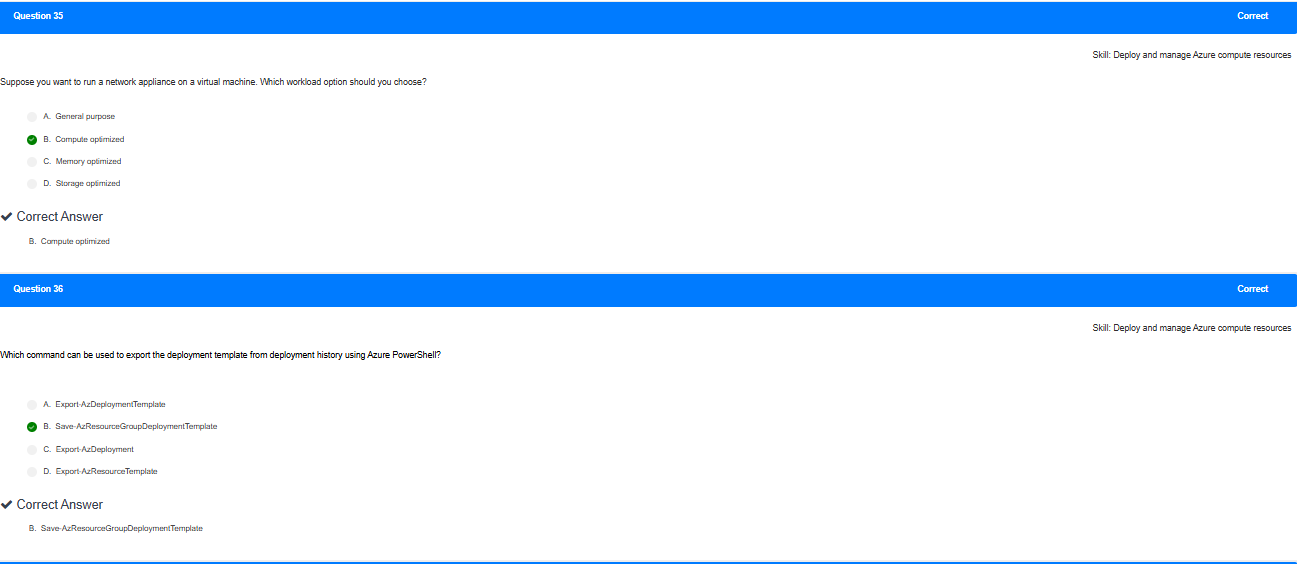 Question 35 Correct
Skill: Deploy and manage Azure compute resources
Suppose you want to run a network appliance on a virtual machine. Which workload option should you choose?
A. General purpose
B. Compute optimized
C. Memory optimized
D. Storage optimized
Correct Answer
B. Compute optimized
Question 36 Correct
Skill: Deploy and manage Azure compute resources
Which command can be used to export the deployment template from deployment history using Azure PowerShell?
A. Export-AzDeploymentTemplate
B. Save-AzResourceGroupDeploymentTemplate
C. Export-AzDeployment
D. Export-AzResourceTemplate
Correct Answer
B. Save-AzResourceGroupDeploymentTemplate